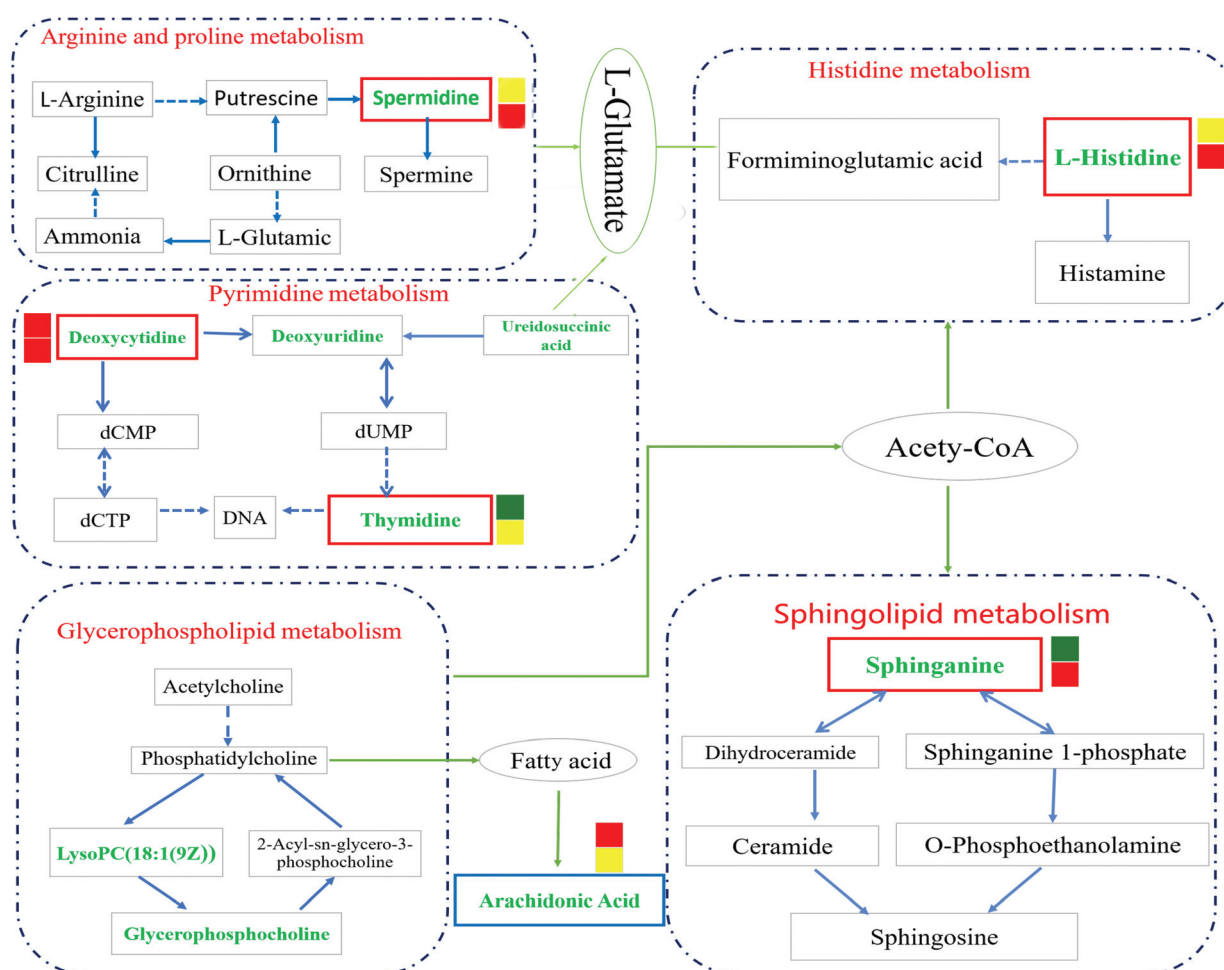 Arginine and proline metabolism
L-Arginine
Putrescine
Spermidine
Citrulline
Ornithine
Spermine
Ammonia
L-Glutamic
L-Glutamate
Histidine metabolism
Formiminoglutamic acid
L-Histidine
Histamine
Pyrimidine metabolism
Deoxycytidine
Deoxyuridine
Ureidosuccinic
acid
dCMP
dUMP
dCTP
DNA
Thymidine
Acety-CoA
Glycerophospholipid metabolism
Acetylcholine
Phosphatidylcholine
LysoPC(18:1(9Z))
2-Acyl-sn-glycero-3-
phosphocholine
Glycerophosphocholine
Fatty acid
Arachidonic Acid
Sphingolipid metabolism
Sphinganine
Dihydroceramide
Sphinganine 1-phosphate
Ceramide
O-Phosphoethanolamine
Sphingosine